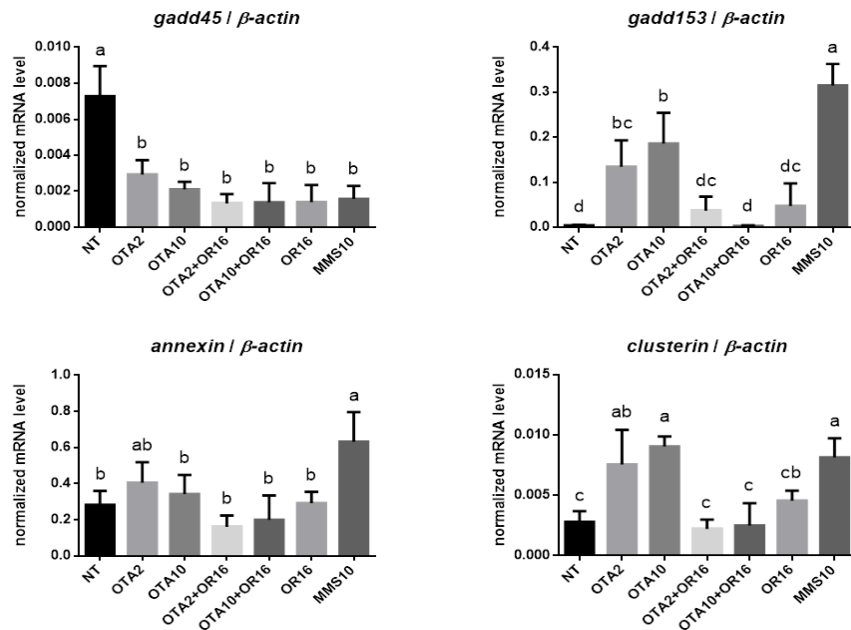 gadd45 / β-actin
normalized mRNA level
0.010
0.008
0.006
0.004
0.002
0.000
a
b
b
b
b
b
b
NT
OTA2
OTA10
OTA2+OR16
OTA10+OR16
OR16
MMS10
gadd153 / β-actin
normalized mRNA level
0.4
0.3
0.2
0.1
0.0
d
bc
b
dc
d
dc
a
NT
OTA2
OTA10
OTA2+OR16
OTA10+OR16
OR16
MMS10
annexin / β-actin
normalized mRNA level
1.0
0.8
0.6
0.4
0.2
0.0
b
ab
b
b
b
b
a
NT
OTA2
OTA10
OTA2+OR16
OTA10+OR16
OR16
MMS10
clusterin / β-actin
normalized mRNA level
0.015
0.010
0.005
0.000
c
ab
a
c
c
cb
a
NT
OTA2
OTA10
OTA2+OR16
OTA10+OR16
OR16
MMS10